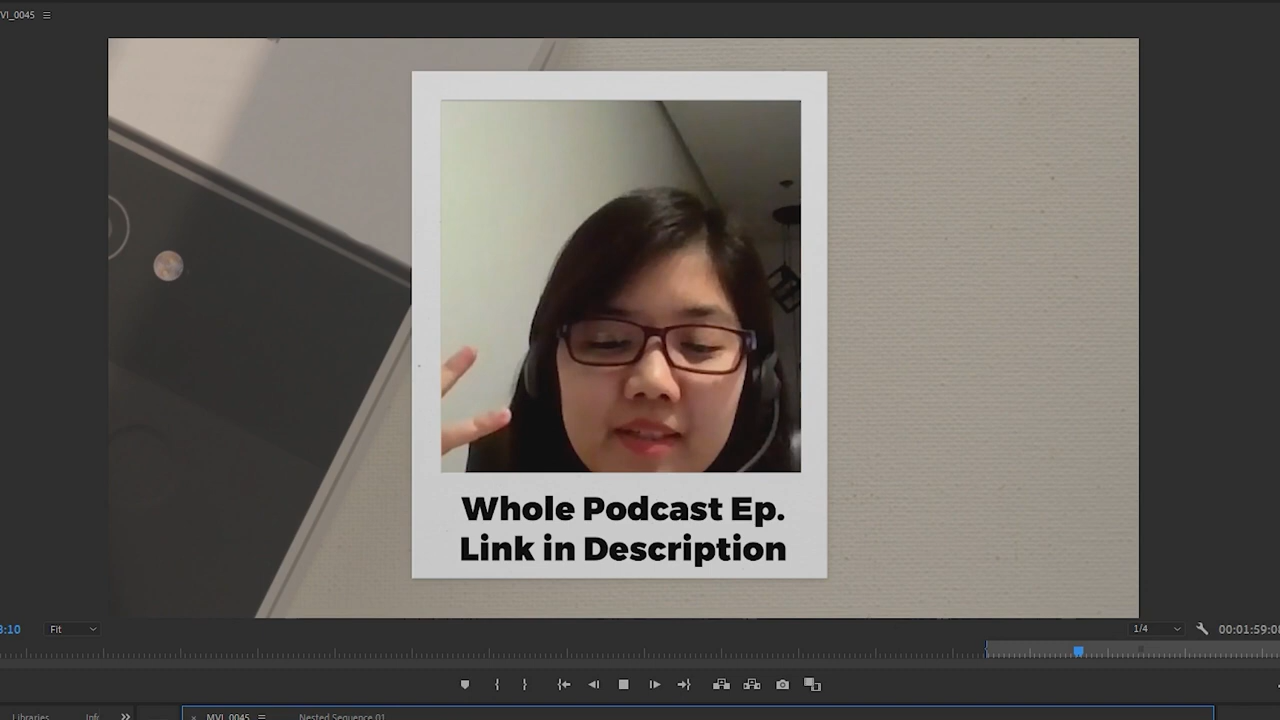 VI_0045
Whole Podcast Ep.
Link in Description
3:10
Fit
1/4
00:01:59:0
Libraries
Info
MVI_0045
Nested Sequence 01